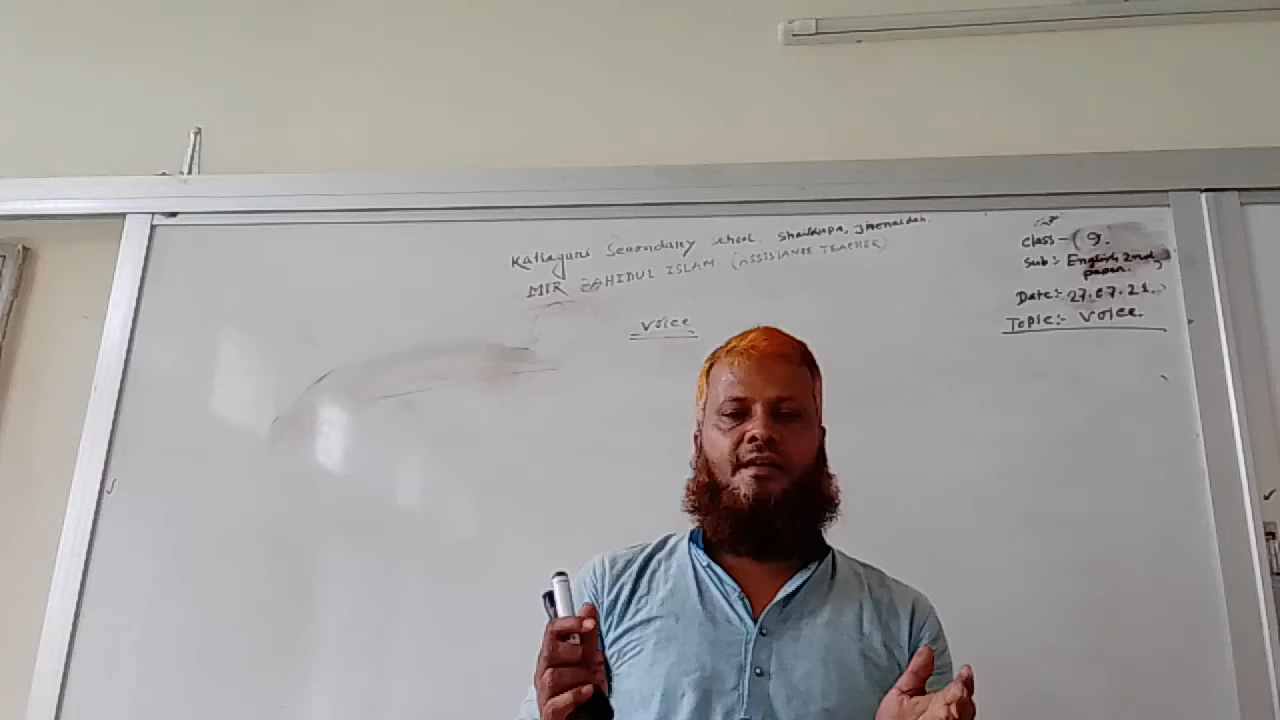 Katlagari Secondary school. Shailkupa, Jhenaidah.
MIR ZAHIDUL ISLAM (ASSISTANCE TEACHER)
Voice
Class - 9.
Sub:- English 2nd
paper.
Date:- 27.07.21
Topic:- Voice.